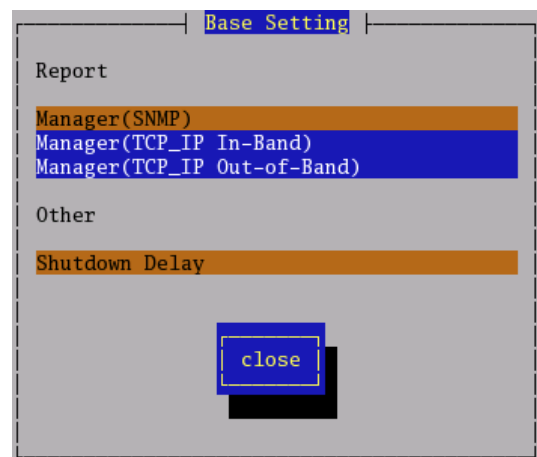 Base Setting
Report
Manager(SNMP)
Manager(TCP_IP In-Band)
Manager(TCP_IP Out-of-Band)
Other
Shutdown Delay
close